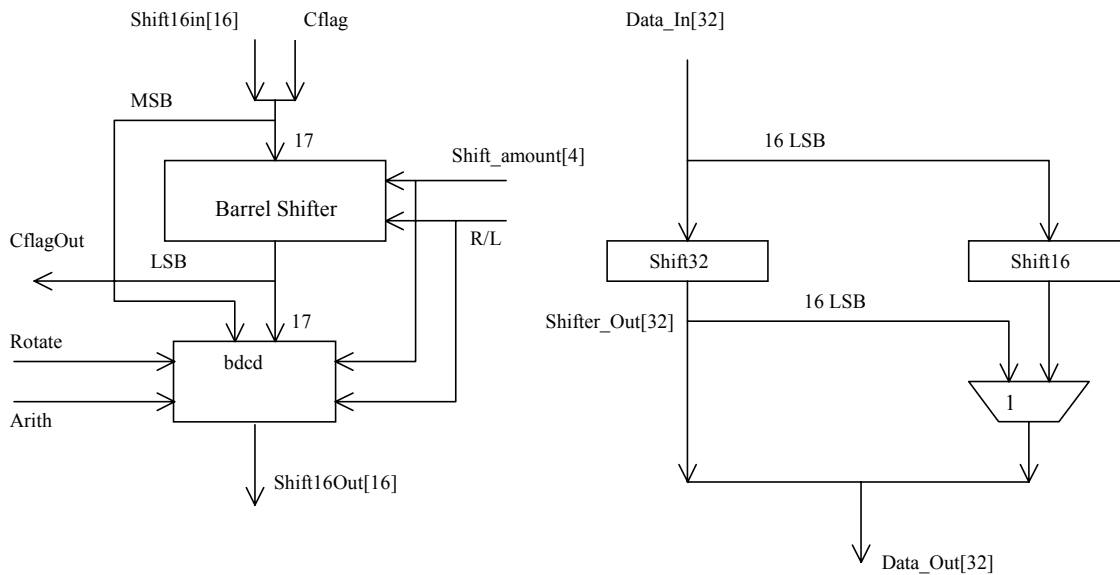 Shift16in[16]
Cflag
MSB
17
Shift_amount[4]
Barrel Shifter
R/L
CflagOut
LSB
17
Rotate
bdcd
Arith
Shift16Out[16]
Data_In[32]
16 LSB
Shift32
Shift16
16 LSB
Shifter_Out[32]
1
Data_Out[32]